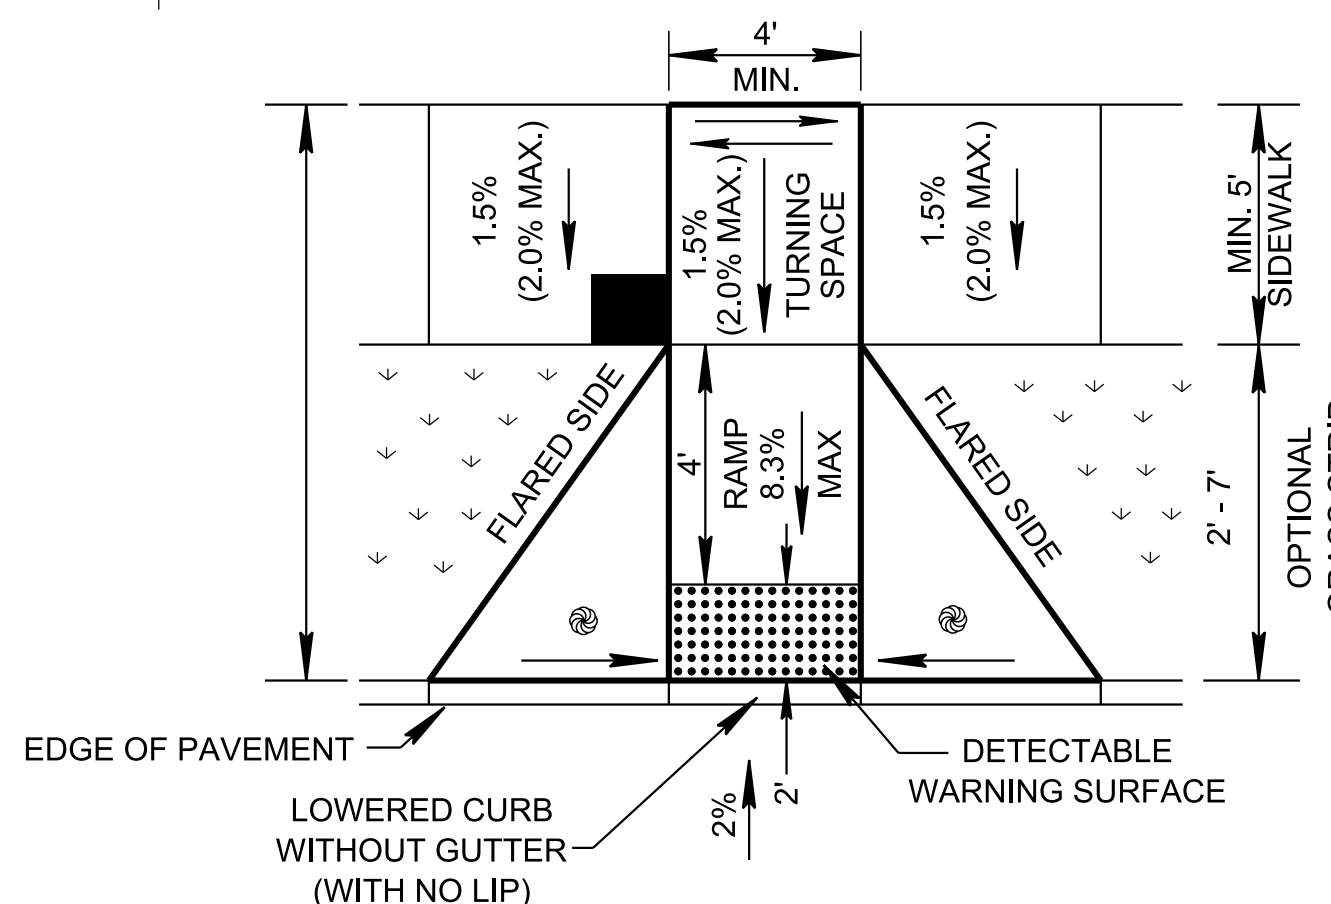 4'
MIN.
1.5%
(2.0% MAX.)
1.5%
(2.0% MAX.)
TURNING
SPACE
1.5%
(2.0% MAX.)
MIN. 5'
SIDEWALK
FLARED SIDE
4'
RAMP
8.3%
MAX
FLARED SIDE
2' - 7'
OPTIONAL
EDGE OF PAVEMENT
LOWERED CURB
WITHOUT GUTTER
(WITH NO LIP)
2%
2'
DETECTABLE
WARNING SURFACE